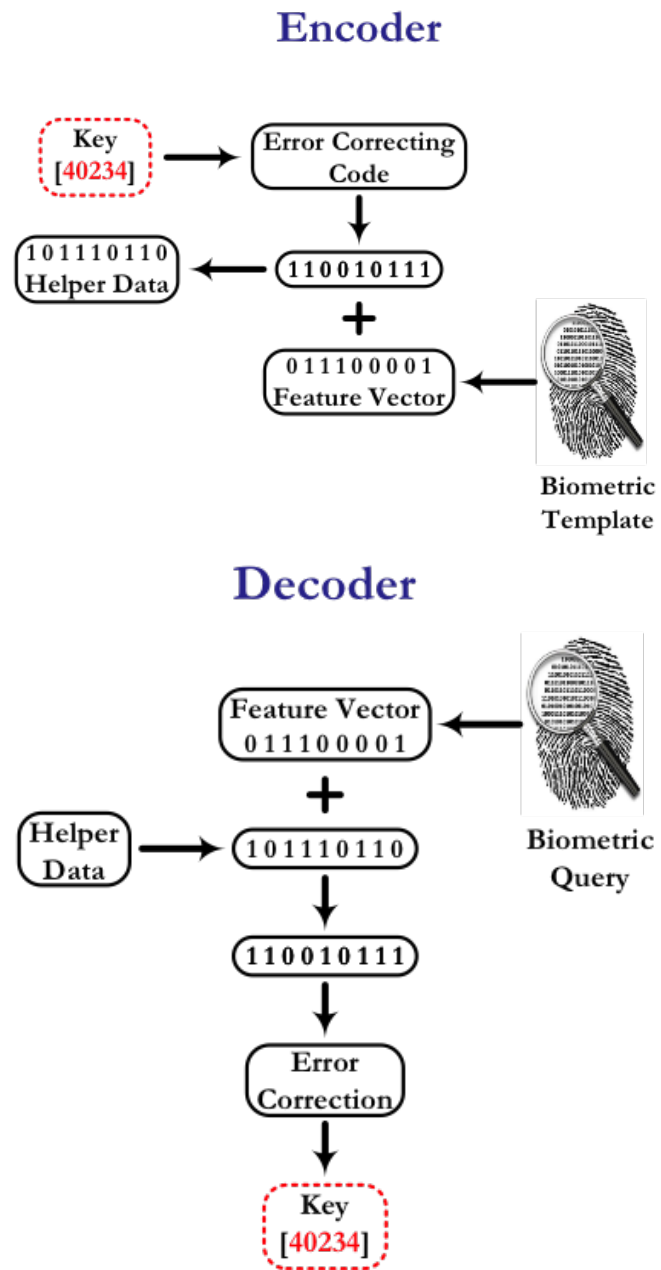 Encoder
Key
[40234]
Error Correcting
Code
1 0 1 1 1 0 1 1 0
Helper Data
1 1 0 0 1 0 1 1 1
+
0 1 1 1 0 0 0 0 1
Feature Vector
Biometric
Template
Decoder
Feature Vector
0 1 1 1 0 0 0 0 1
+
Helper
Data
1 0 1 1 1 0 1 1 0
Biometric
Query
1 1 0 0 1 0 1 1 1
Error
Correction
Key
[40234]